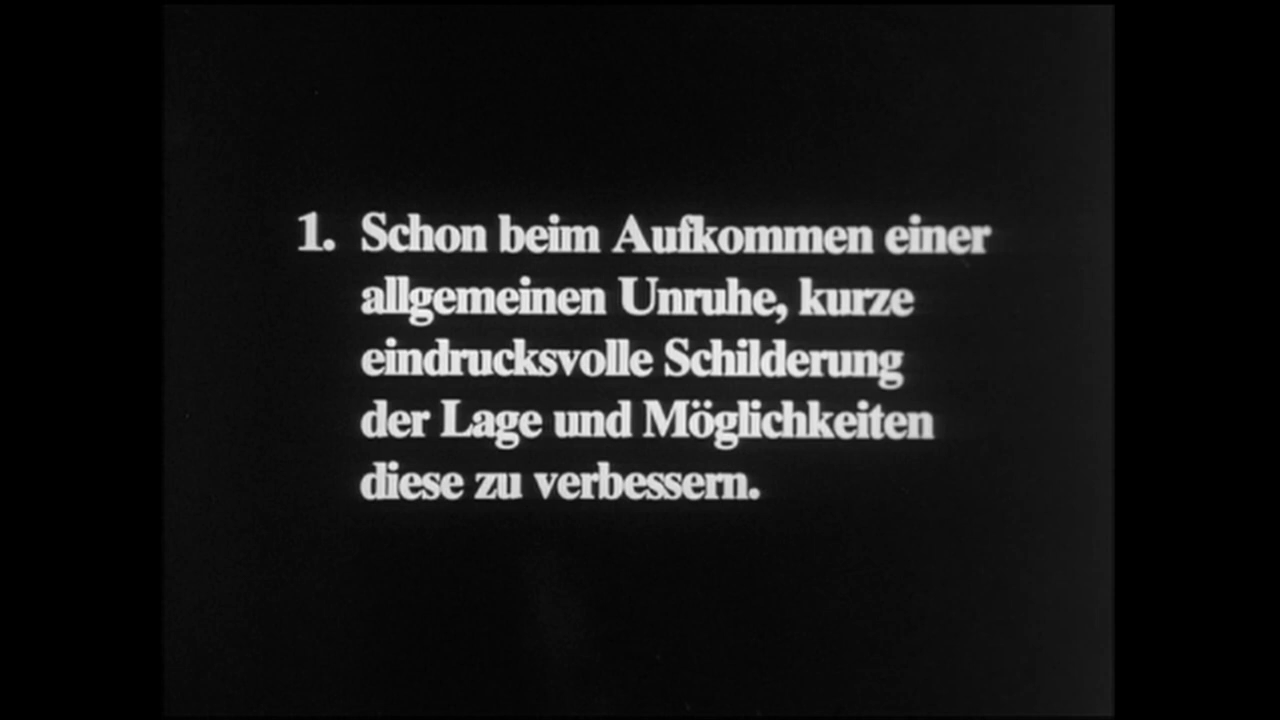 1. Schon beim Aufkommen einer
allgemeinen Unruhe, kurze
eindrucksvolle Schilderung
der Lage und Möglichkeiten
diese zu verbessern.